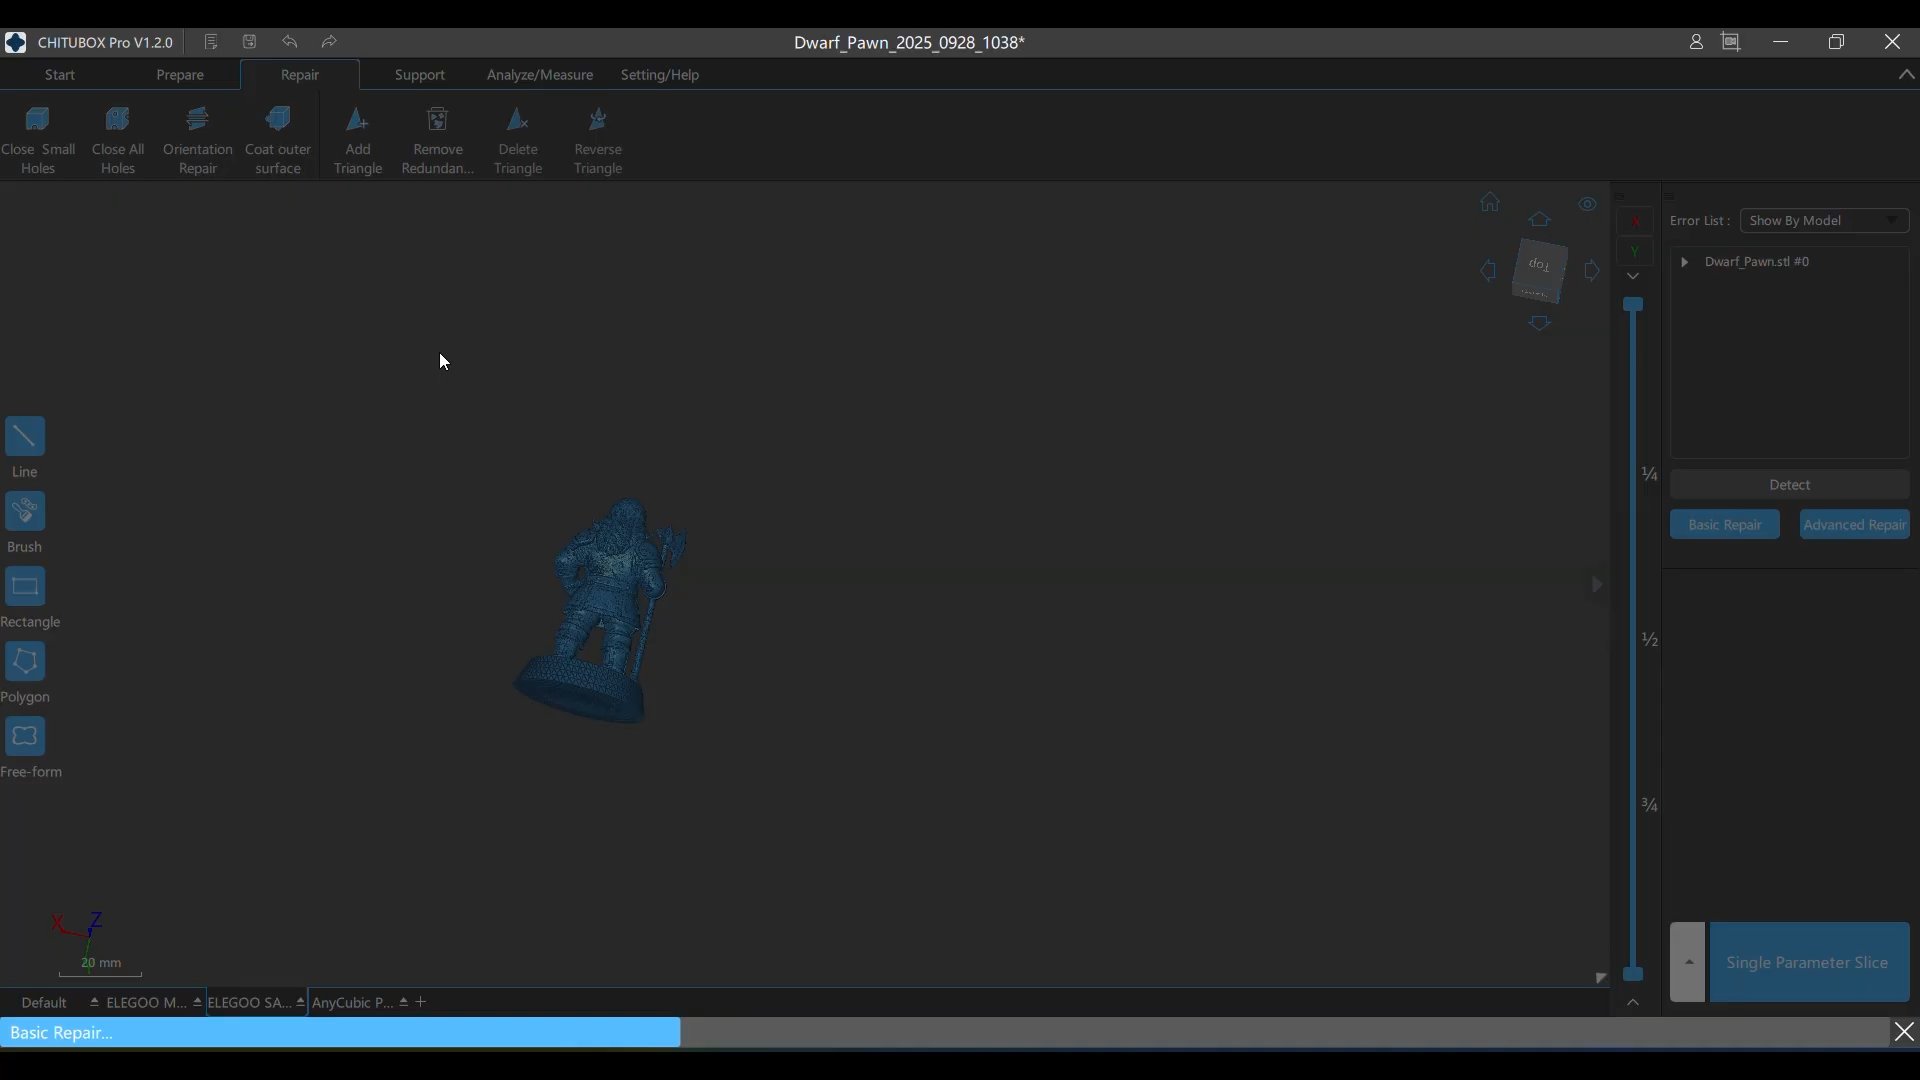 CHITUBOX Pro V1.2.0
Dwarf_Pawn_2025_0928_1038*
Start
Prepare
Repair
Support
Analyze/Measure
Setting/Help
Close Small
Holes
Close All
Holes
Orientation
Repair
Coat outer
surface
Add
Triangle
Remove
Redundan...
Delete
Triangle
Reverse
Triangle
Top
X
Y
Error List :
Show By Model
Dwarf_Pawn.stl #0
Detect
Basic Repair
Advanced Repair
Line
Brush
Rectangle
Polygon
Free-form
¼
½
¾
X
Z
20 mm
Single Parameter Slice
Default
ELEGOO M...
ELEGOO SA...
AnyCubic P...
Basic Repair...